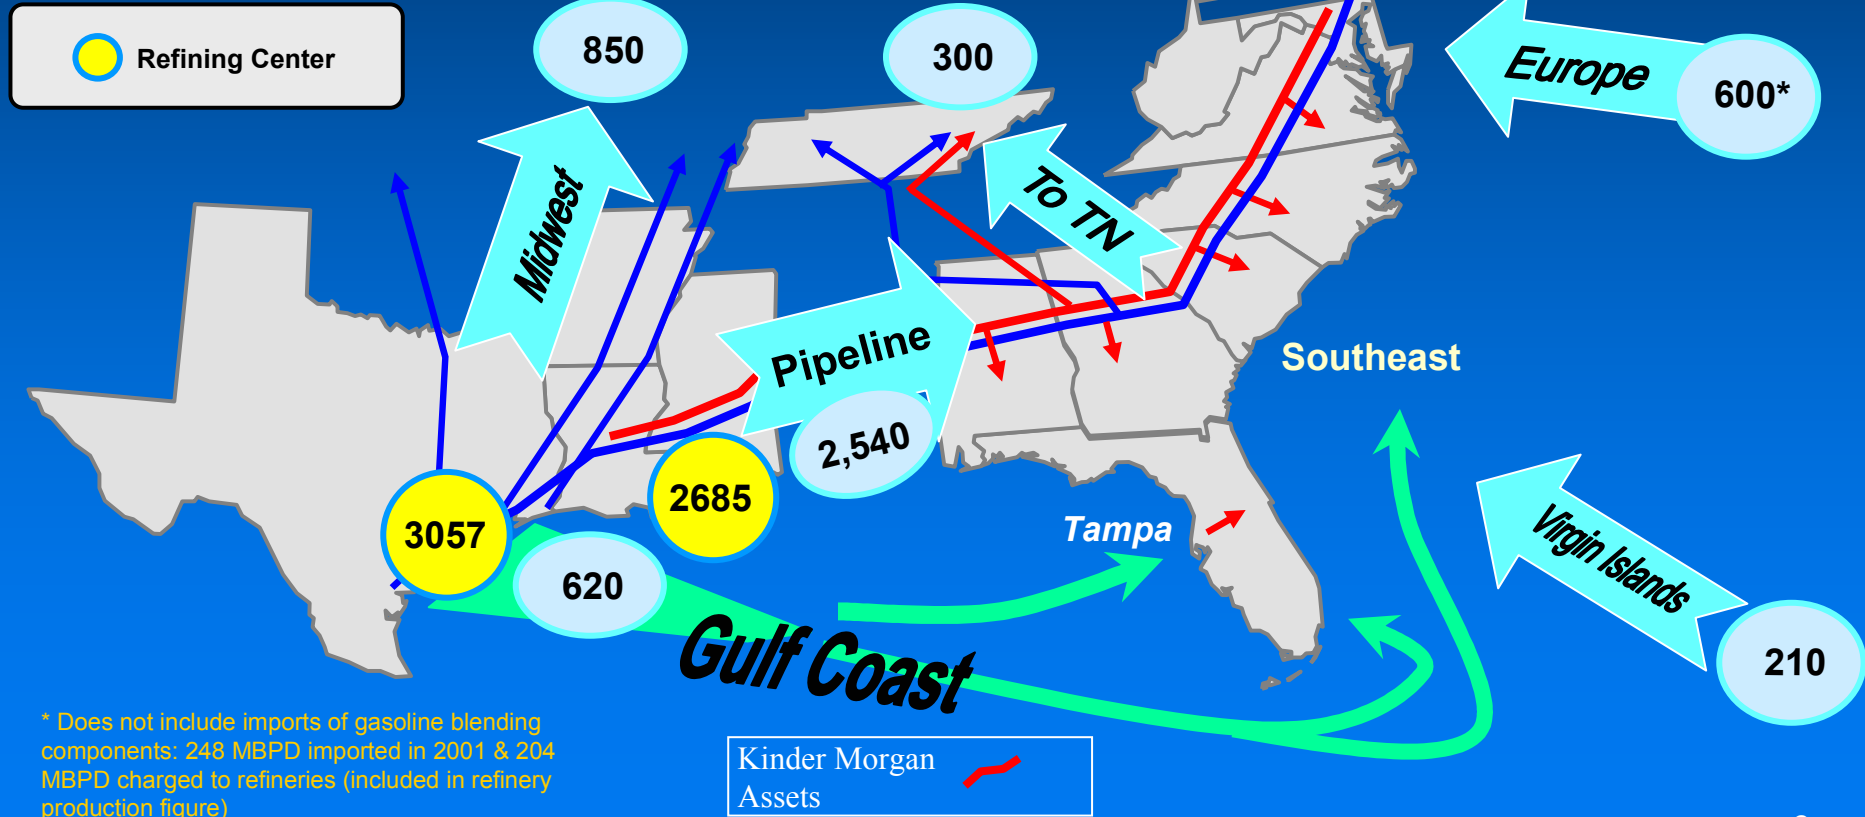 Refining Center
850
300
Europe
600*
Midwest
To TN
Pipeline
2,540
Southeast
3057
2685
620
Tampa
Virgin Islands
210
Gulf Coast
* Does not include imports of gasoline blending
components: 248 MBPD imported in 2001 & 204
MBPD charged to refineries (included in refinery
production figure)
Kinder Morgan
Assets